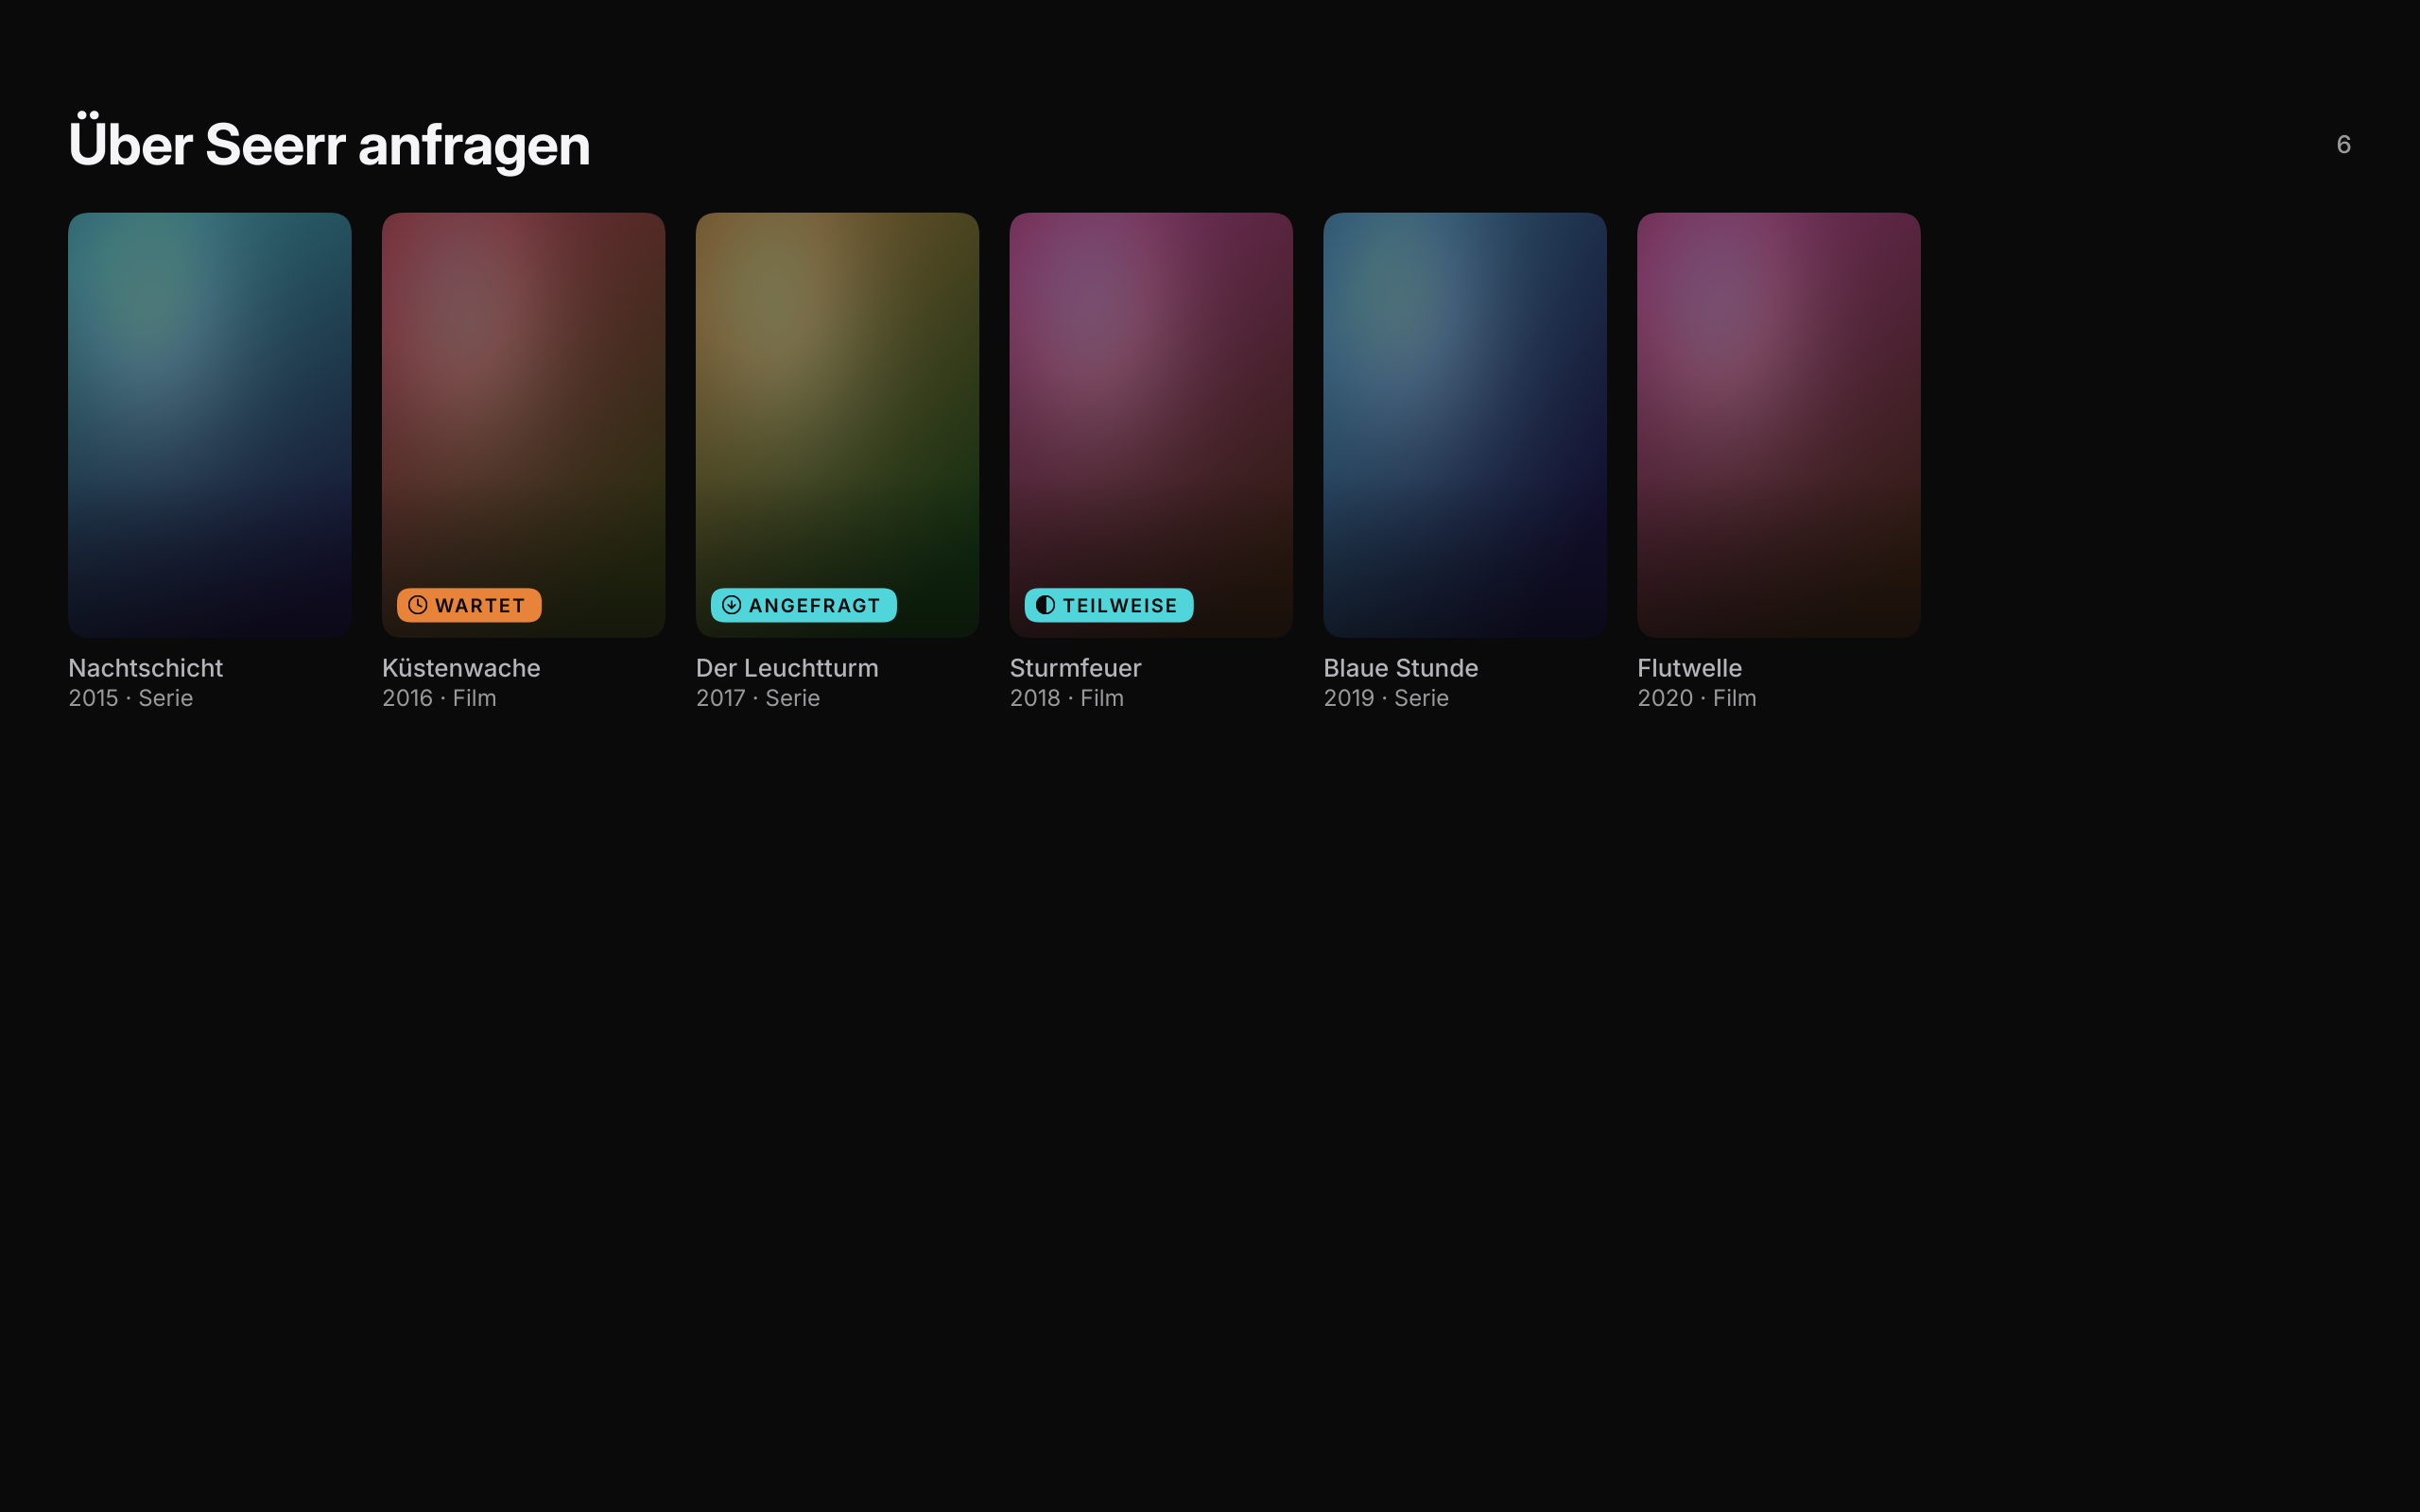 Über Seerr anfragen
6
WARTET
ANGEFRAGT
TEILWEISE
Nachtschicht
2015 · Serie
Küstenwache
2016 · Film
Der Leuchtturm
2017 · Serie
Sturmfeuer
2018 · Film
Blaue Stunde
2019 · Serie
Flutwelle
2020 · Film